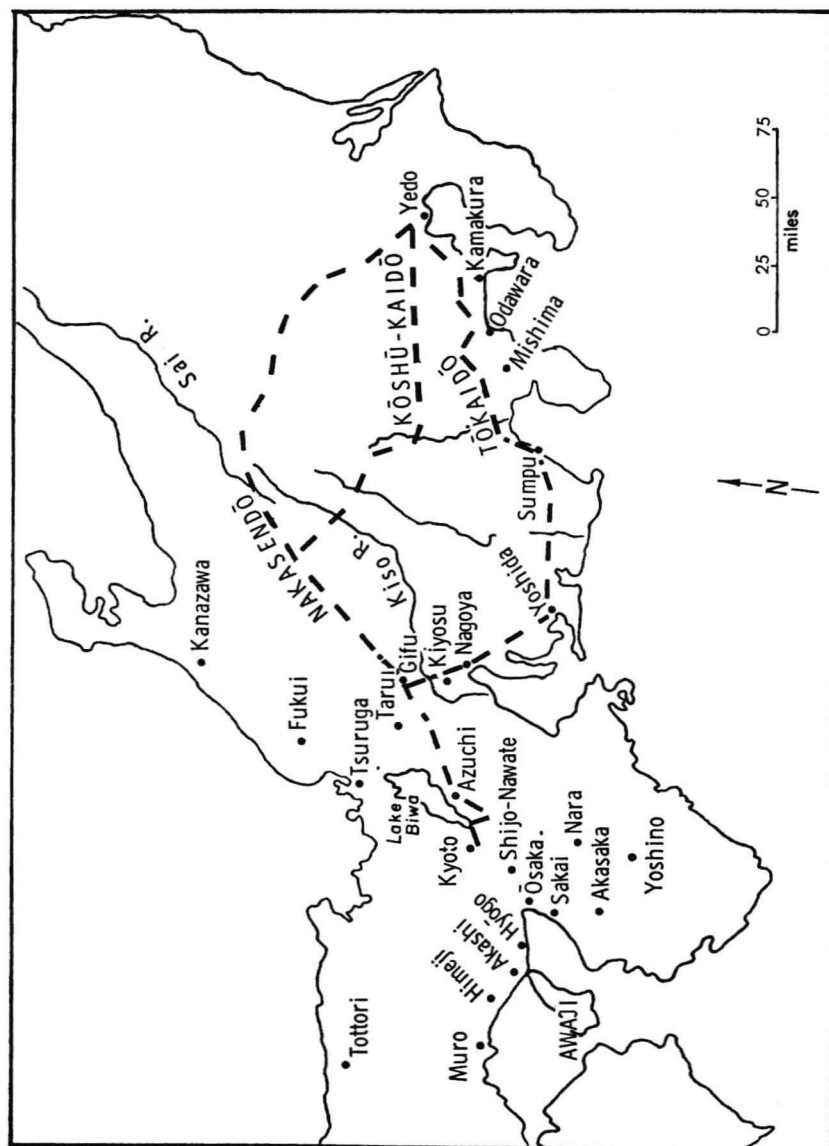 Sai R.
Kanazawa
Fukui
Tsuruga
NAKASENDŌ
KŌSHŪ-KAIDŌ
Yedo
Kamakura
Odawara
Mishima
TŌKAIDŌ
Sumpu
Yoshida
Kiso R.
Tarui
Gifu
Kiyosu
Nagoya
Azuchi
Lake
Biwa
Kyoto
Shijo-Nawate
Ōsaka
Nara
Sakai
Akasaka
Yoshino
Hyōgo
Akashi
Himeji
Muro
AWAJI
Tottori
N
0 25 50 75
miles